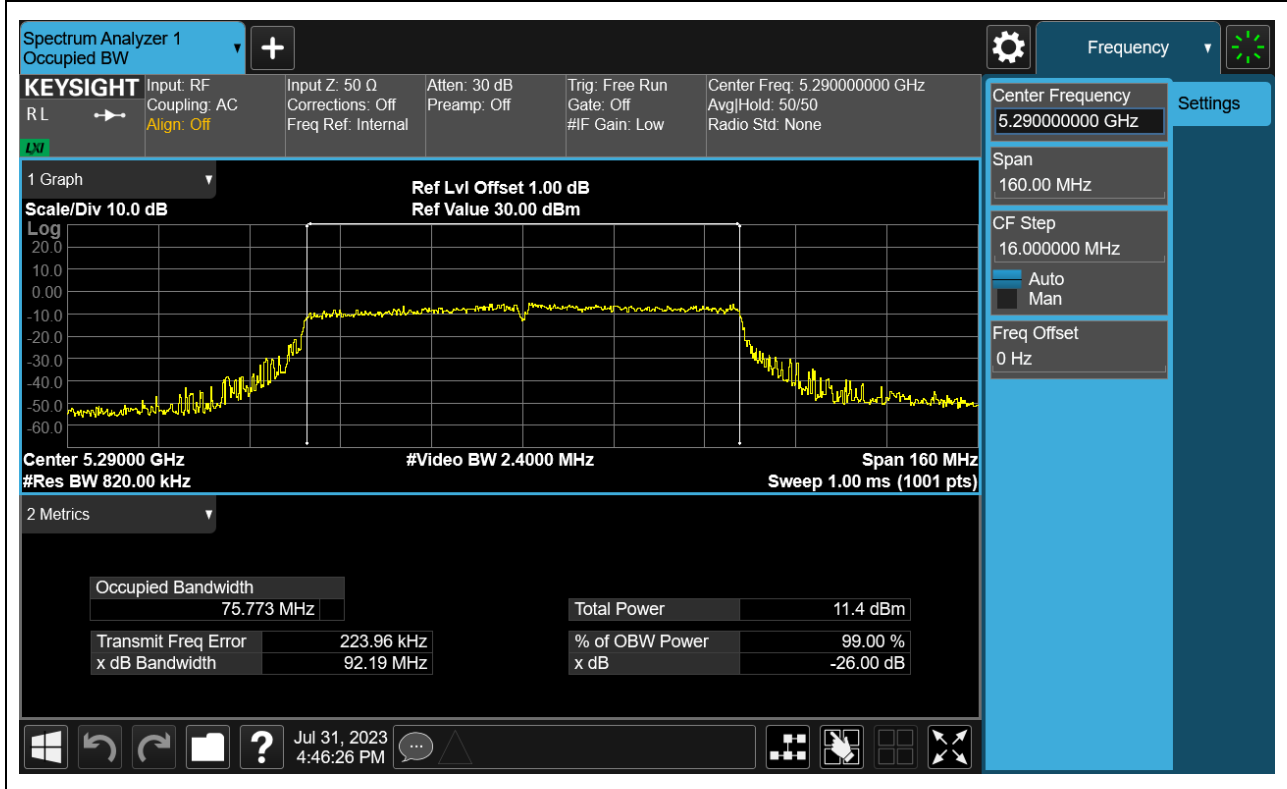 Spectrum Analyzer 1
Occupied BW
Frequency
KEYSIGHT
R L
LXI
Input: RF
Coupling: AC
Align: Off
Input Z: 50 Ω
Corrections: Off
Freq Ref: Internal
Atten: 30 dB
Preamp: Off
Trig: Free Run
Gate: Off
#IF Gain: Low
Center Freq: 5.290000000 GHz
Avg|Hold: 50/50
Radio Std: None
Center Frequency
5.290000000 GHz
Settings
Span
160.00 MHz
CF Step
16.000000 MHz
Auto
Man
Freq Offset
0 Hz
1 Graph
Scale/Div 10.0 dB
Ref Lvl Offset 1.00 dB
Ref Value 30.00 dBm
Log
20.0
10.0
0.00
-10.0
-20.0
-30.0
-40.0
-50.0
-60.0
Center 5.29000 GHz
#Video BW 2.4000 MHz
Span 160 MHz
#Res BW 820.00 kHz
Sweep 1.00 ms (1001 pts)
2 Metrics
Occupied Bandwidth
75.773 MHz
Total Power 11.4 dBm
Transmit Freq Error 223.96 kHz
% of OBW Power 99.00 %
x dB Bandwidth 92.19 MHz
x dB -26.00 dB
?
Jul 31, 2023
4:46:26 PM